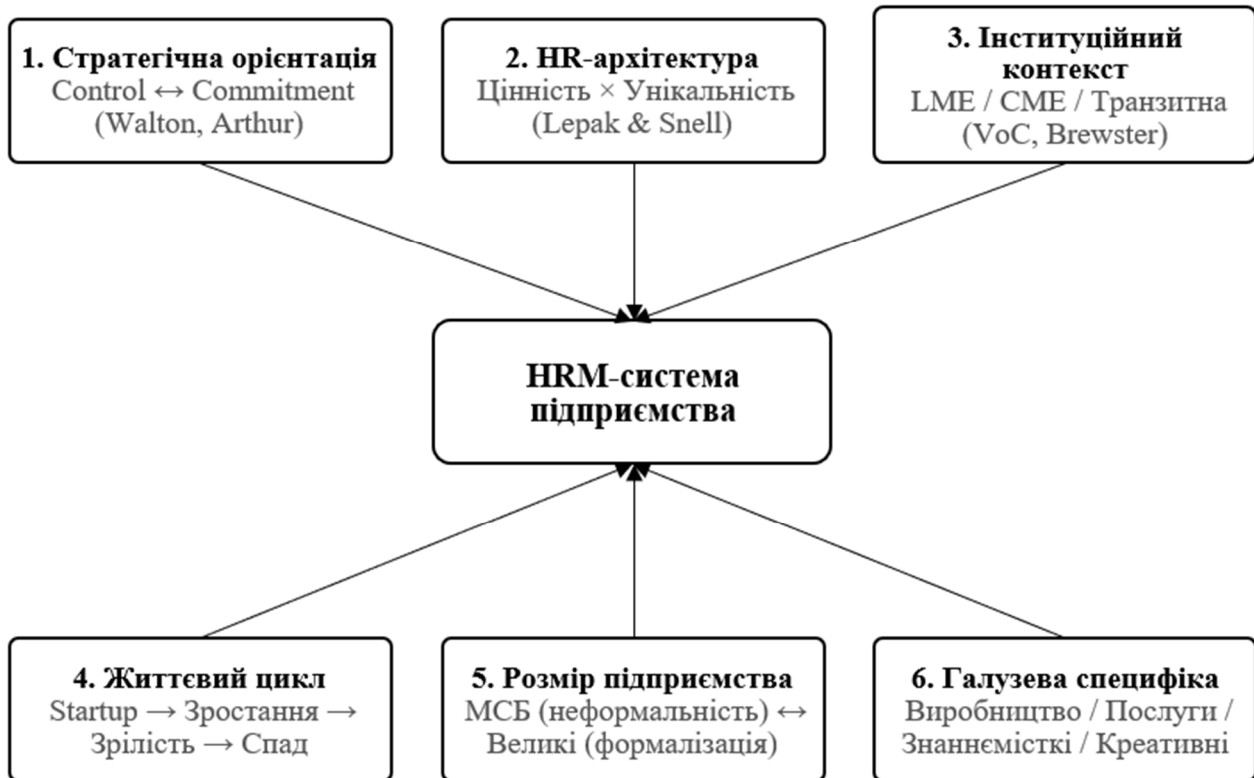 1. Стратегічна орієнтація
Control ↔ Commitment
(Walton, Arthur)
2. HR-архітектура
Цінність × Унікальність
(Lepak & Snell)
3. Інституційний
контекст
LME / CME / Транзитна
(VoC, Brewster)
HRM-система
підприємства
4. Життєвий цикл
Startup → Зростання →
Зрілість → Спад
5. Розмір підприємства
МСБ (неформальність) ↔
Великі (формалізація)
6. Галузева специфіка
Виробництво / Послуги /
Знаннємісткі / Креативні